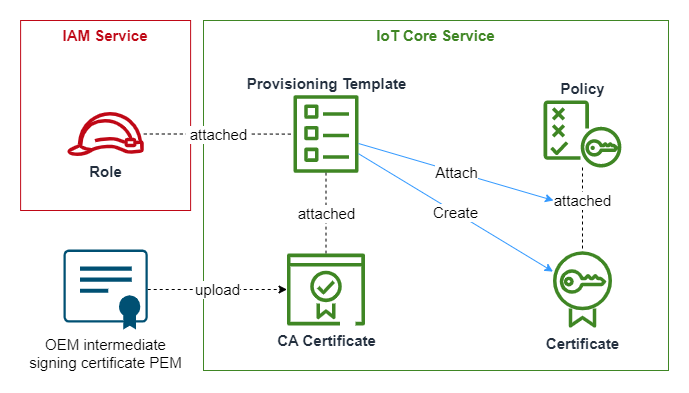 IAM Service
IoT Core Service
Provisioning Template
Policy
attached
Role
Attach
attached
attached
Create
upload
OEM intermediate
signing certificate PEM
CA Certificate
Certificate